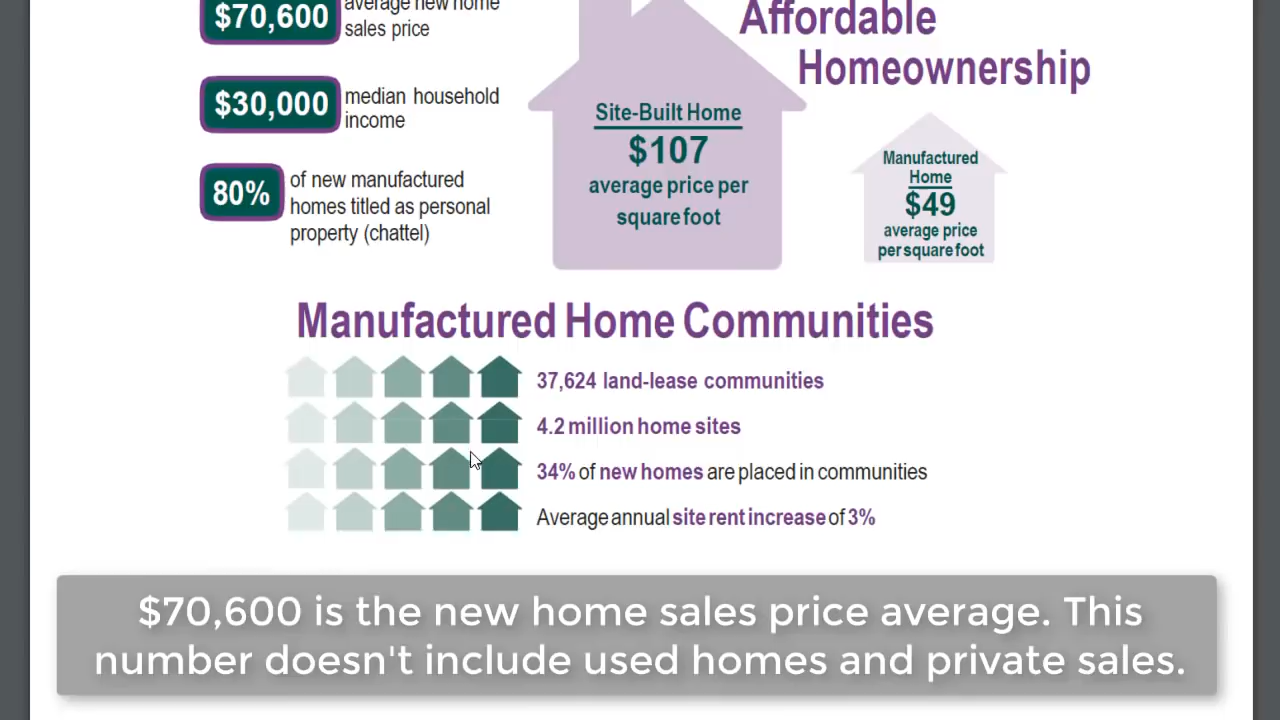 $70,600
average new home
sales price
$30,000
median household
income
80%
of new manufactured
homes titled as personal
property (chattel)
Site-Built Home
$107
average price per
square foot
Affordable
Homeownership
Manufactured
Home
$49
average price
per square foot
Manufactured Home Communities
37,624 land-lease communities
4.2 million home sites
34% of new homes are placed in communities
Average annual site rent increase of 3%
$70,600 is the new home sales price average. This
number doesn't include used homes and private sales.